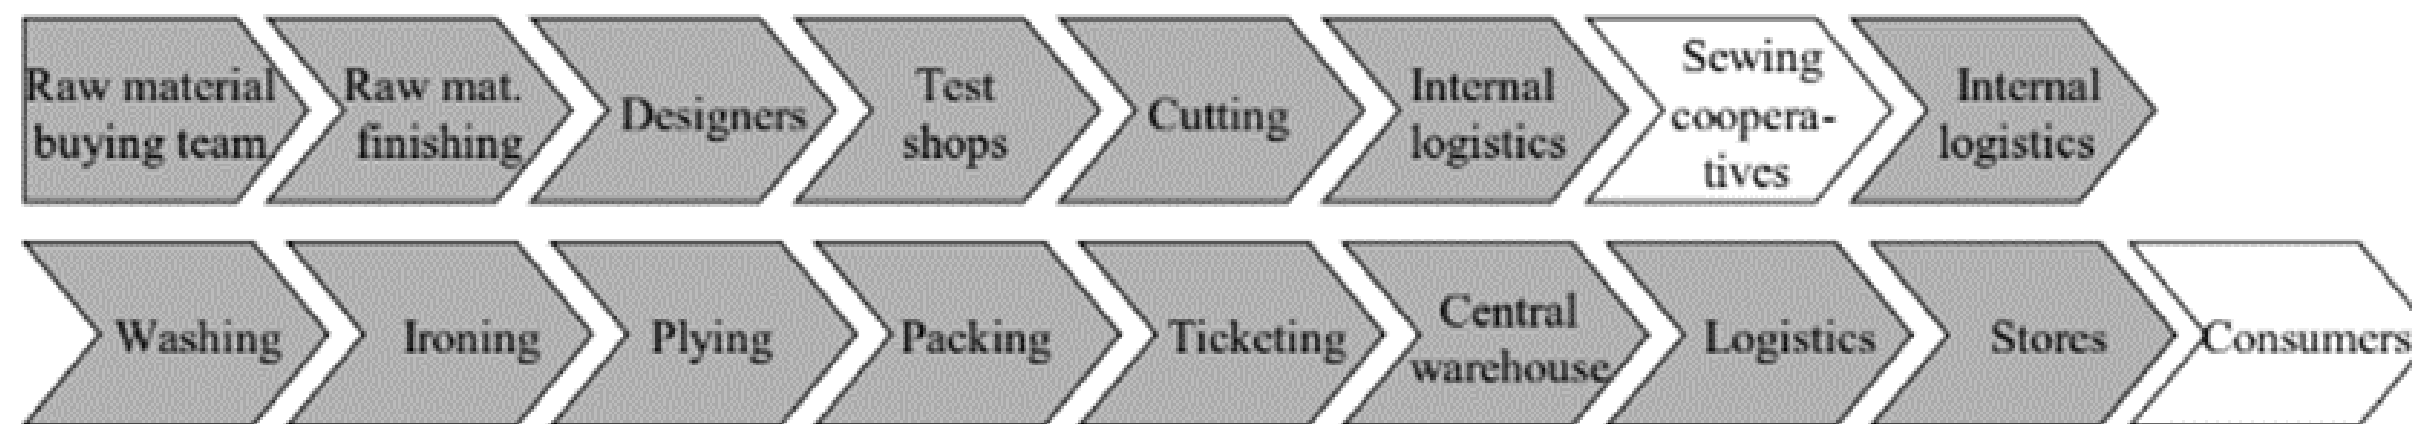 Raw material
buying team
Raw mat.
finishing
Designers
Test
shops
Cutting
Internal
logistics
Sewing
coopera-
tives
Internal
logistics
Washing
Ironing
Plying
Packing
Ticketing
Central
warehouse
Logistics
Stores
Consumers